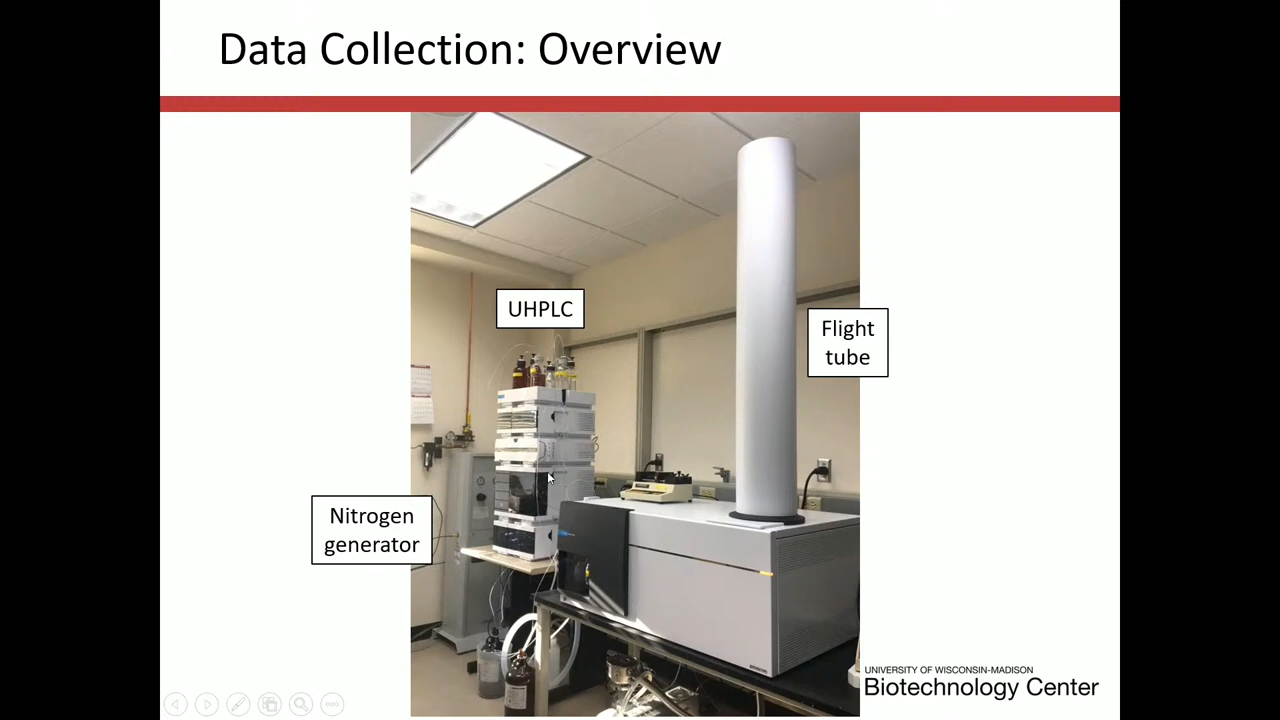 Data Collection: Overview
UHPLC
Flight
tube
Nitrogen
generator
UNIVERSITY OF WISCONSIN-MADISON
Biotechnology Center